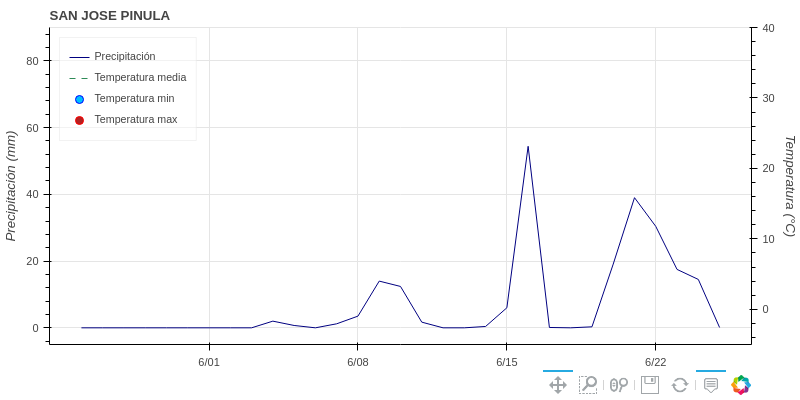 SAN JOSE PINULA
Precipitación
Temperatura media
Temperatura min
Temperatura max
Precipitación (mm)
80
60
40
20
0
Temperatura (°C)
40
30
20
10
0
6/01
6/08
6/15
6/22